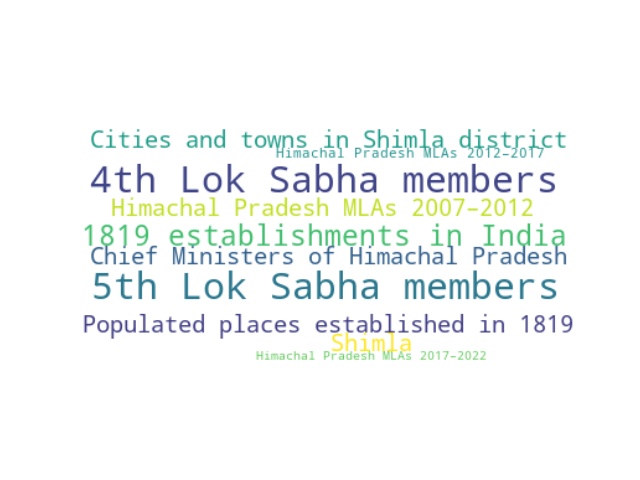 Cities and towns in Shimla district
Himachal Pradesh MLAs 2012–2017
4th Lok Sabha members
Himachal Pradesh MLAs 2007–2012
1819 establishments in India
Chief Ministers of Himachal Pradesh
5th Lok Sabha members
Populated places established in 1819
Shimla
Himachal Pradesh MLAs 2017–2022